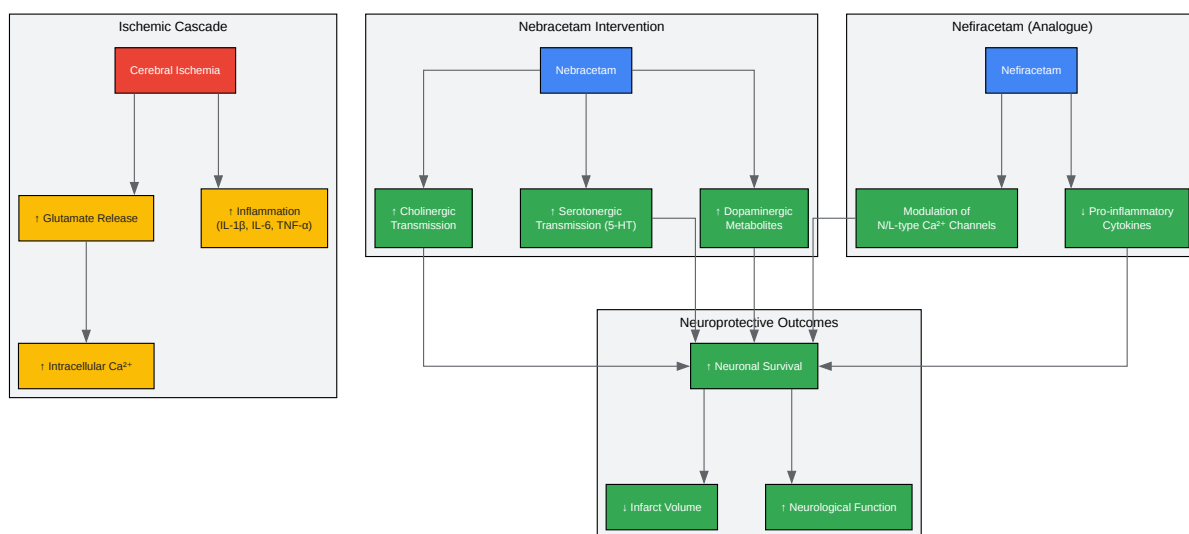 Ischemic Cascade
Cerebral Ischemia
↑ Glutamate Release
↑ Inflammation
(IL-1β, IL-6, TNF-α)
↑ Intracellular Ca²⁺
Nebracetam Intervention
Nebracetam
↑ Cholinergic
Transmission
↑ Serotonergic
Transmission (5-HT)
↑ Dopaminergic
Metabolites
Nefiracetam (Analogue)
Nefiracetam
Modulation of
N/L-type Ca²⁺ Channels
↓ Pro-inflammatory
Cytokines
Neuroprotective Outcomes
↑ Neuronal Survival
↓ Infarct Volume
↑ Neurological Function